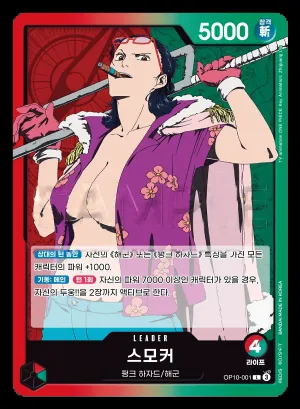 5000
참격
斬
상대의 턴 동안 자신의 《해군》 또는 《펑크 하자드》 특징을 가진 모든
캐릭터의 파워 +1000.
기동: 메인 턴 1회 자신의 파워 7000 이상인 캐릭터가 있을 경우,
자신의 두웅!!을 2장까지 액티브로 한다.
LEADER
스모커
펑크 하자드/해군
4
라이프
OP10-001 L